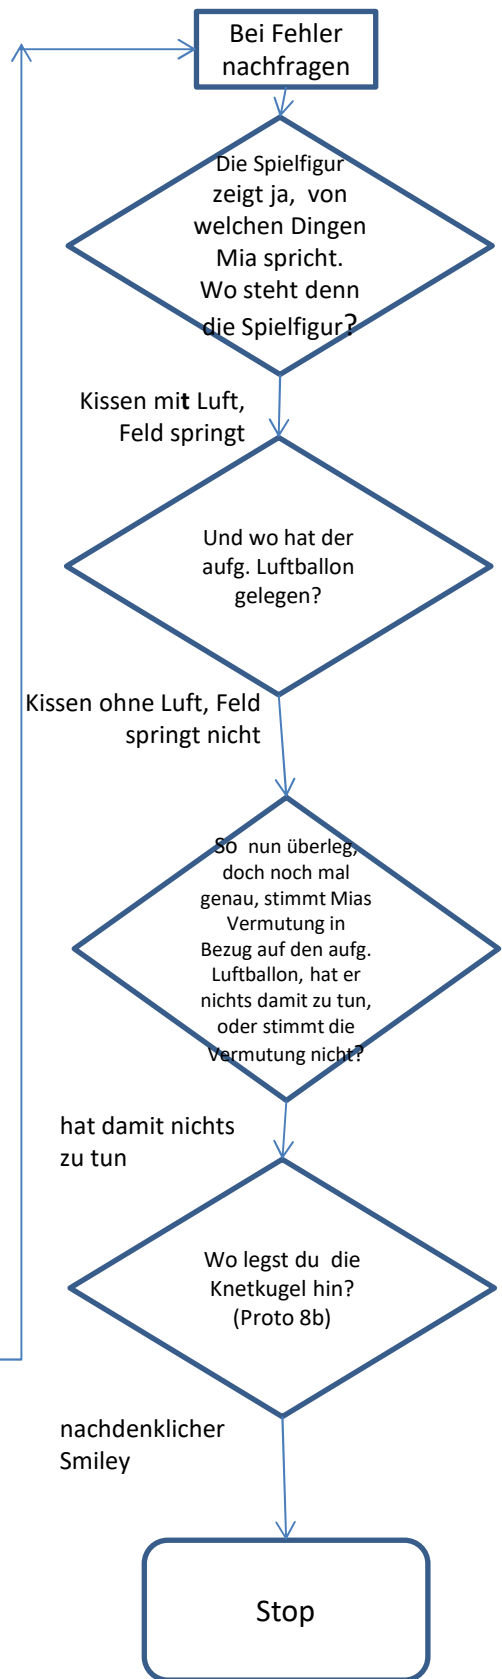 Bei Fehler
nachfragen
Die Spielfigur
zeigt ja, von
welchen Dingen
Mia spricht.
Wo steht denn
die Spielfigur?
Kissen mit Luft,
Feld springt
Und wo hat der
aufg. Luftballon
gelegen?
Kissen ohne Luft, Feld
springt nicht
So nun überleg,
doch noch mal
genau, stimmt Mias
Vermutung in
Bezug auf den aufg.
Luftballon, hat er
nichts damit zu tun,
oder stimmt die
Vermutung nicht?
hat damit nichts
zu tun
Wo legst du die
Knetkugel hin?
(Proto 8b)
nachdenklicher
Smiley
Stop